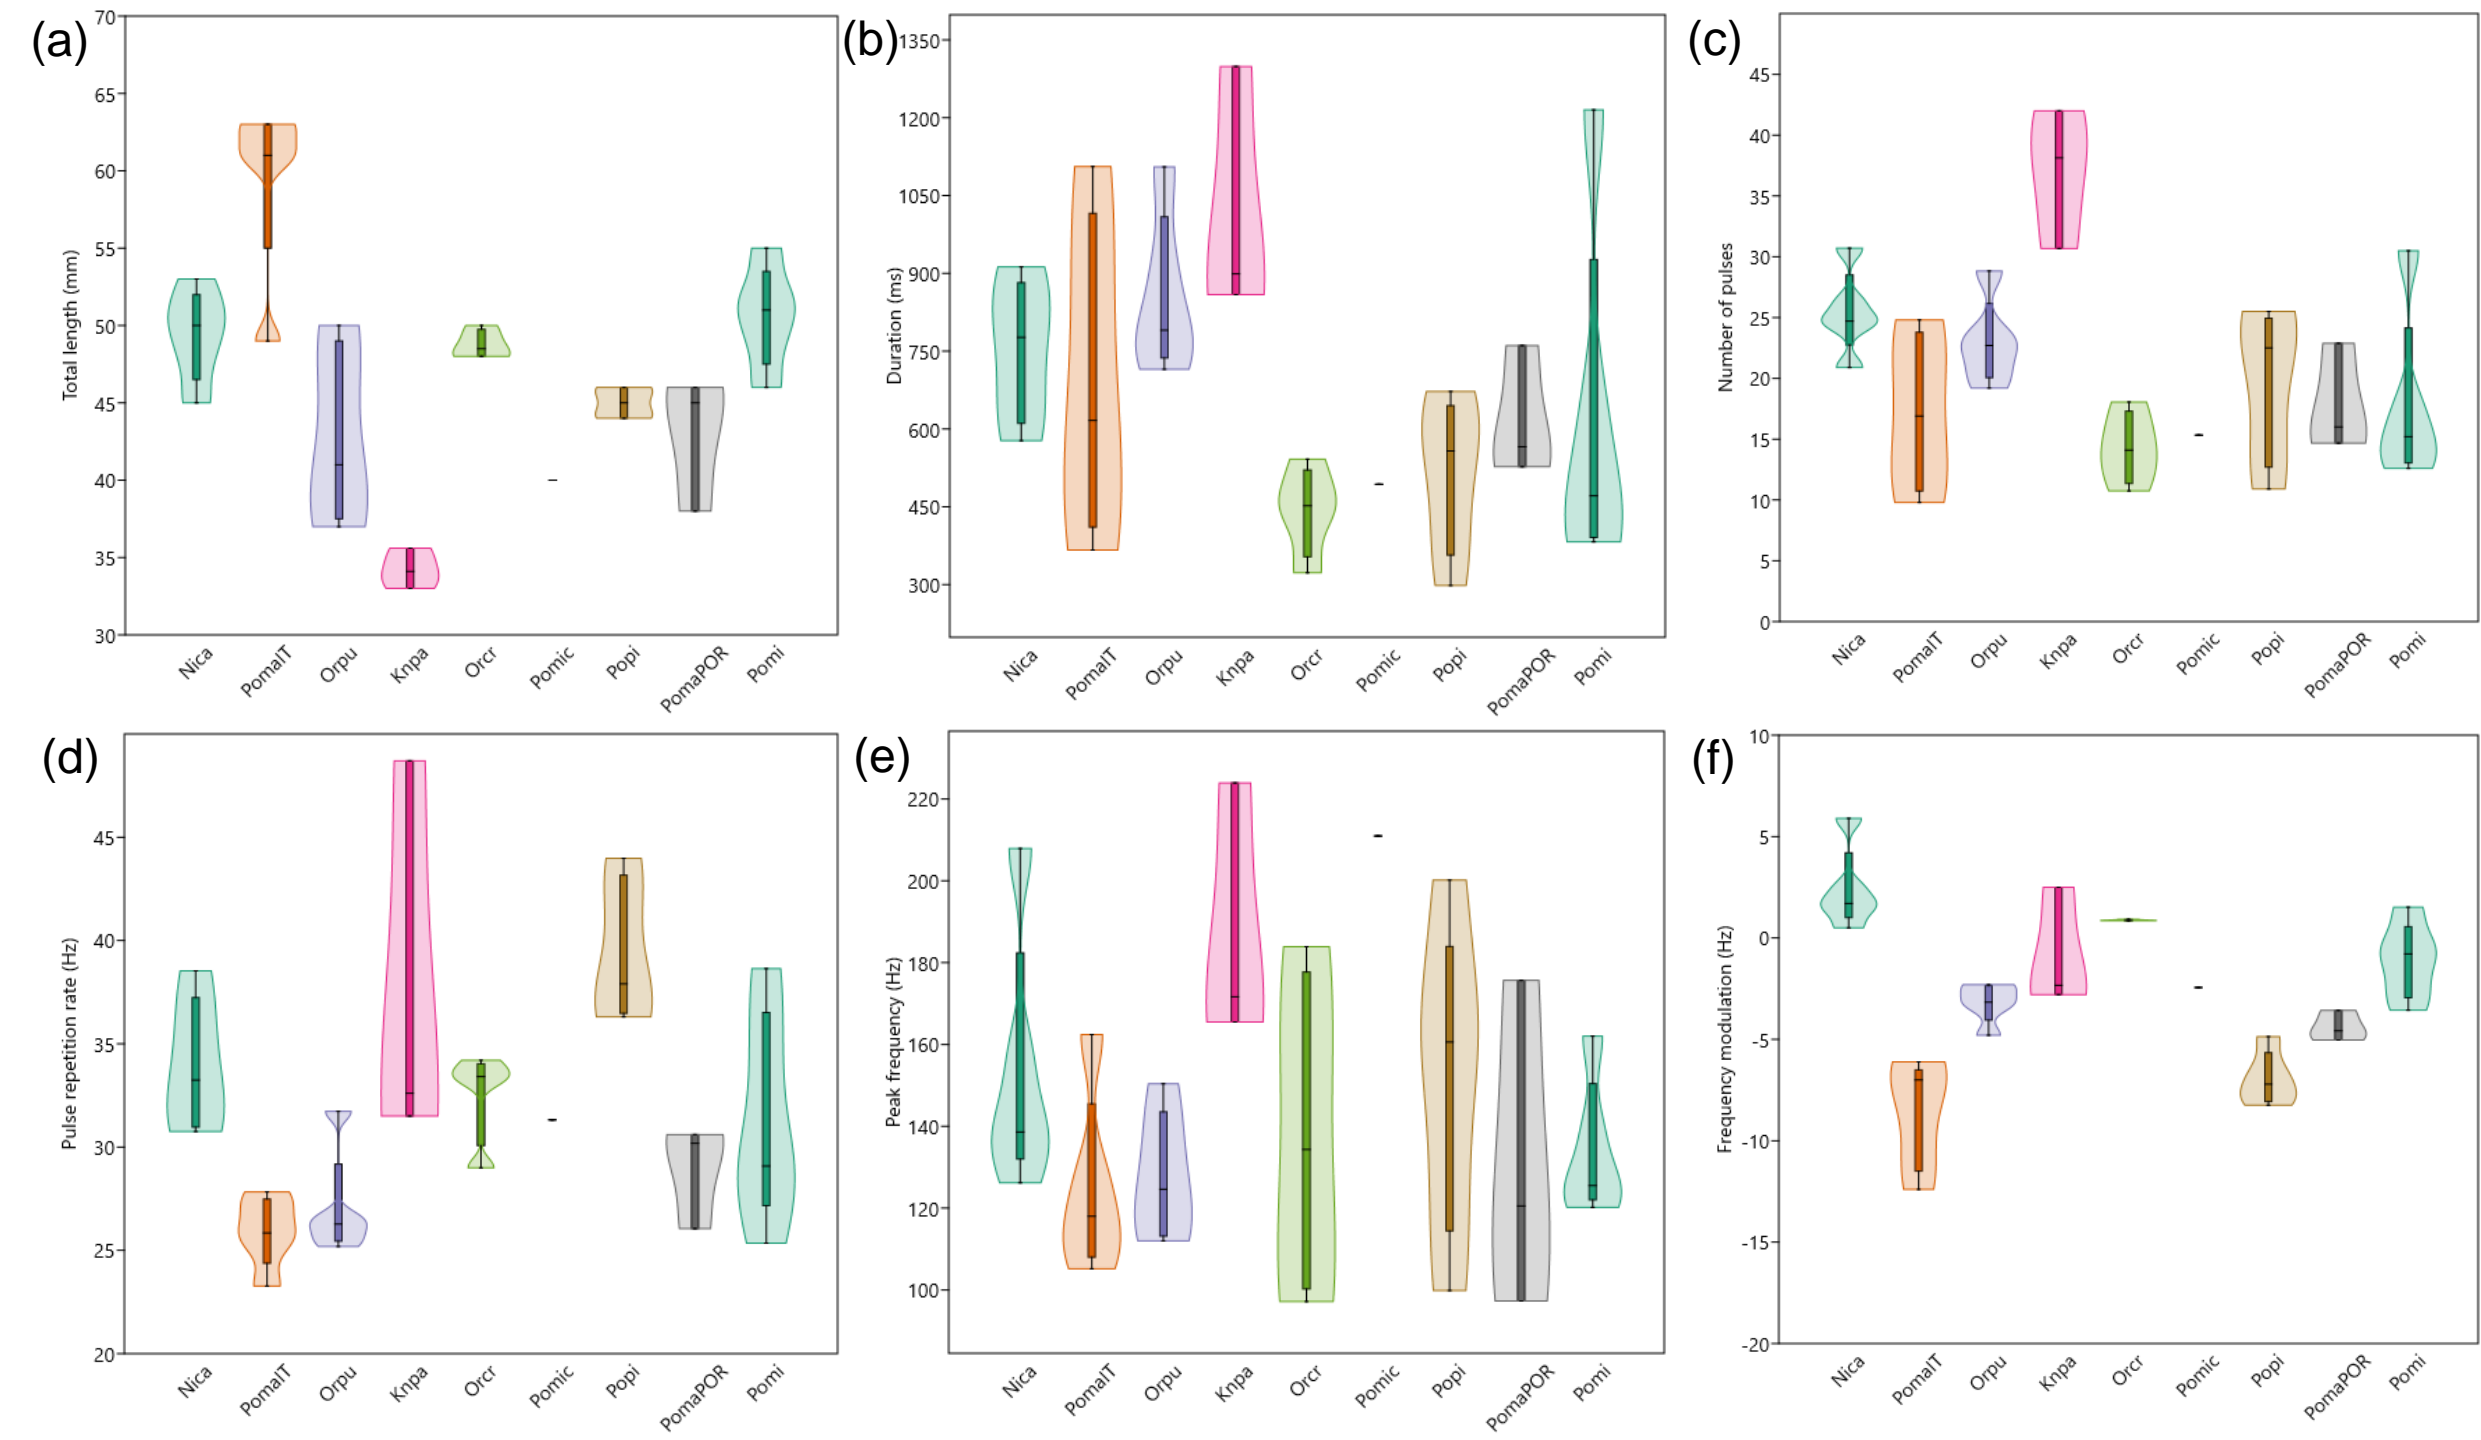 (a)
70
65
60
55
50
45
40
35
30
Total length (mm)
Nica
PomaIT
Orpu
Knpa
Orcr
Pomic
Popi
PomaPOR
Pomi
(b)
1350
1200
1050
900
750
600
450
300
Duration (ms)
Nica
PomaIT
Orpu
Knpa
Orcr
Pomic
Popi
PomaPOR
Pomi
(c)
45
40
35
30
25
20
15
10
5
0
Number of pulses
Nica
PomaIT
Orpu
Knpa
Orcr
Pomic
Popi
PomaPOR
Pomi
(d)
45
40
35
30
25
20
Pulse repetition rate (Hz)
Nica
PomaIT
Orpu
Knpa
Orcr
Pomic
Popi
PomaPOR
Pomi
(e)
220
200
180
160
140
120
100
Peak frequency (Hz)
Nica
PomaIT
Orpu
Knpa
Orcr
Pomic
Popi
PomaPOR
Pomi
(f)
10
5
0
-5
-10
-15
-20
Frequency modulation (Hz)
Nica
PomaIT
Orpu
Knpa
Orcr
Pomic
Popi
PomaPOR
Pomi